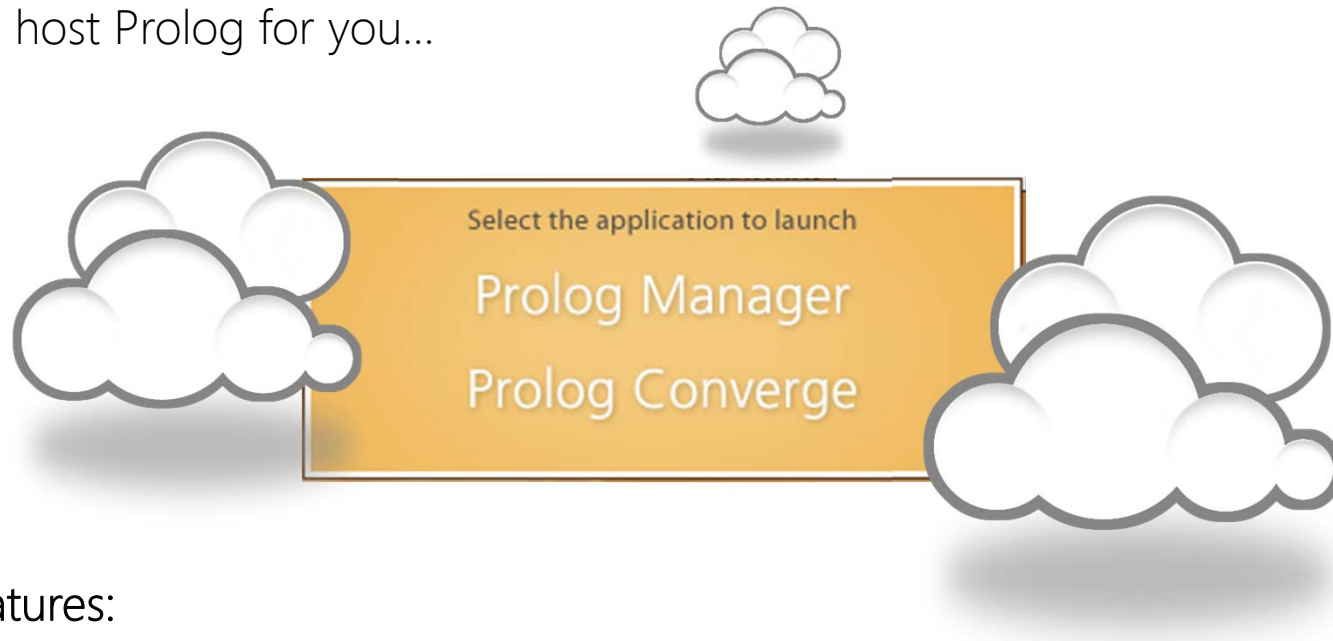 host Prolog for you...
Select the application to launch
Prolog Manager
Prolog Converge
atures: